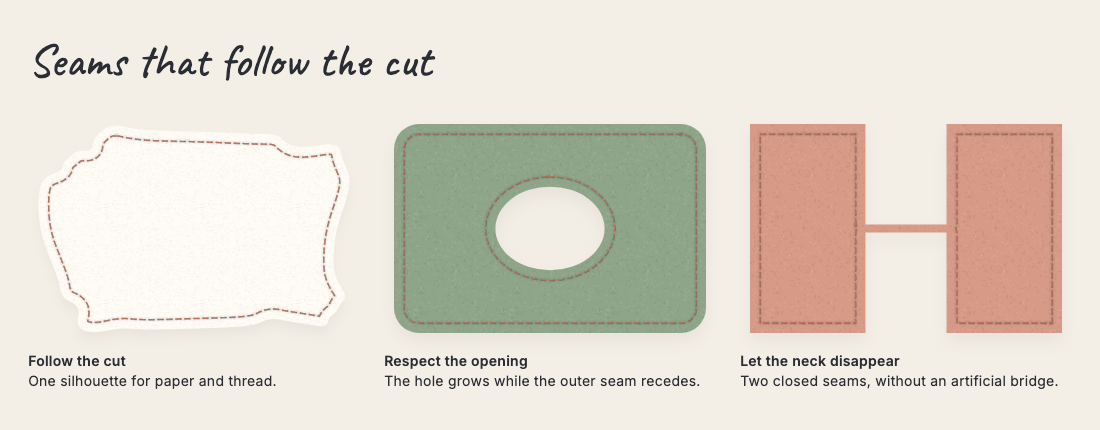 Seams that follow the cut
Follow the cut
One silhouette for paper and thread.
Respect the opening
The hole grows while the outer seam recedes.
Let the neck disappear
Two closed seams, without an artificial bridge.